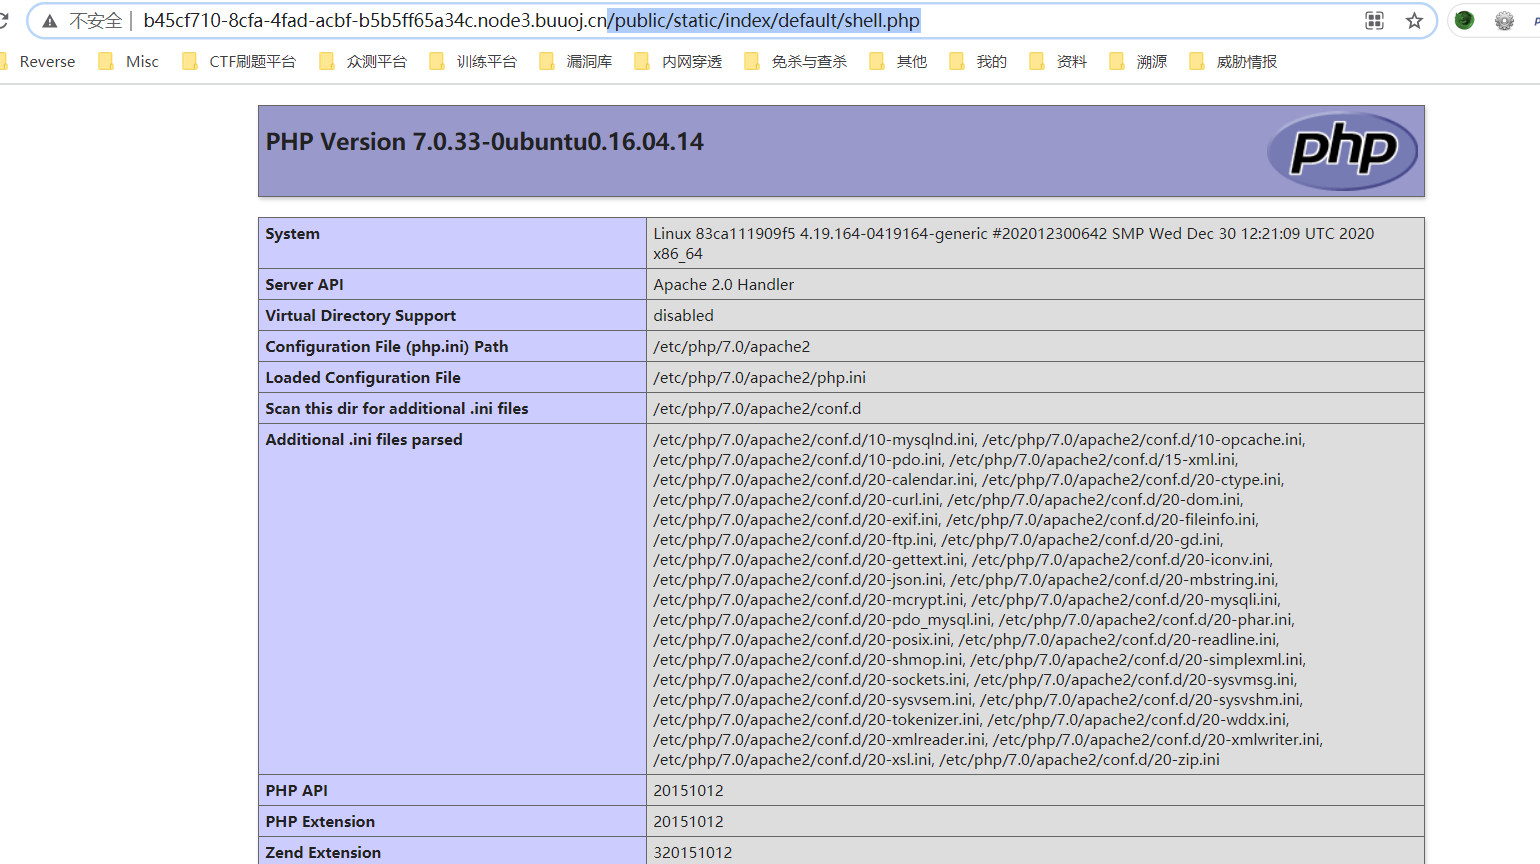 不安全 b45cf710-8cfa-4fad-acbf-b5b5ff65a34c.node3.buuoj.cn/public/static/index/default/shell.php
Reverse Misc CTF刷题平台 众测平台 训练平台 漏洞库 内网穿透 免杀与查杀 其他 我的 资料 溯源 威胁情报
PHP Version 7.0.33-0ubuntu0.16.04.14
php
System Linux 83ca111909f5 4.19.164-0419164-generic #202012300642 SMP Wed Dec 30 12:21:09 UTC 2020
x86_64
Server API Apache 2.0 Handler
Virtual Directory Support disabled
Configuration File (php.ini) Path /etc/php/7.0/apache2
Loaded Configuration File /etc/php/7.0/apache2/php.ini
Scan this dir for additional .ini files /etc/php/7.0/apache2/conf.d
Additional .ini files parsed /etc/php/7.0/apache2/conf.d/10-mysqlnd.ini, /etc/php/7.0/apache2/conf.d/10-opcache.ini,
/etc/php/7.0/apache2/conf.d/10-pdo.ini, /etc/php/7.0/apache2/conf.d/15-xml.ini,
/etc/php/7.0/apache2/conf.d/20-calendar.ini, /etc/php/7.0/apache2/conf.d/20-ctype.ini,
/etc/php/7.0/apache2/conf.d/20-curl.ini, /etc/php/7.0/apache2/conf.d/20-dom.ini,
/etc/php/7.0/apache2/conf.d/20-exif.ini, /etc/php/7.0/apache2/conf.d/20-fileinfo.ini,
/etc/php/7.0/apache2/conf.d/20-ftp.ini, /etc/php/7.0/apache2/conf.d/20-gd.ini,
/etc/php/7.0/apache2/conf.d/20-gettext.ini, /etc/php/7.0/apache2/conf.d/20-iconv.ini,
/etc/php/7.0/apache2/conf.d/20-json.ini, /etc/php/7.0/apache2/conf.d/20-mbstring.ini,
/etc/php/7.0/apache2/conf.d/20-mcrypt.ini, /etc/php/7.0/apache2/conf.d/20-mysqli.ini,
/etc/php/7.0/apache2/conf.d/20-pdo_mysql.ini, /etc/php/7.0/apache2/conf.d/20-phar.ini,
/etc/php/7.0/apache2/conf.d/20-posix.ini, /etc/php/7.0/apache2/conf.d/20-readline.ini,
/etc/php/7.0/apache2/conf.d/20-shmop.ini, /etc/php/7.0/apache2/conf.d/20-simplexml.ini,
/etc/php/7.0/apache2/conf.d/20-sockets.ini, /etc/php/7.0/apache2/conf.d/20-sysvmsg.ini,
/etc/php/7.0/apache2/conf.d/20-sysvsem.ini, /etc/php/7.0/apache2/conf.d/20-sysvshm.ini,
/etc/php/7.0/apache2/conf.d/20-tokenizer.ini, /etc/php/7.0/apache2/conf.d/20-wddx.ini,
/etc/php/7.0/apache2/conf.d/20-xmlreader.ini, /etc/php/7.0/apache2/conf.d/20-xmlwriter.ini,
/etc/php/7.0/apache2/conf.d/20-xsl.ini, /etc/php/7.0/apache2/conf.d/20-zip.ini
PHP API 20151012
PHP Extension 20151012
Zend Extension 320151012